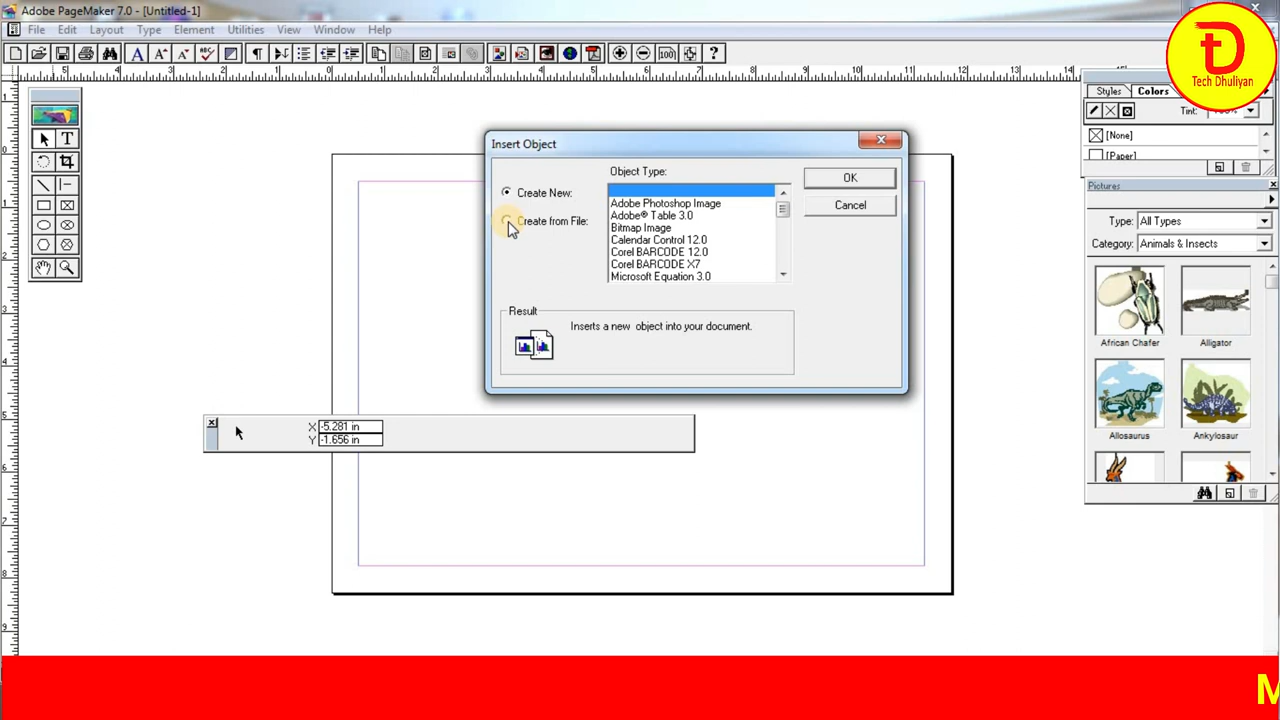 Adobe PageMaker 7.0 - [Untitled-1]
File Edit Layout Type Element Utilities View Window Help
Tech Dhuliyan
Styles Colors
Tint:
[None]
[Paper]
Pictures
Type: All Types
Category: Animals & Insects
African Chafer Alligator
Allosaurus Ankylosaur
Insert Object
Object Type:
Create New:
Create from File:
Adobe Photoshop Image
Adobe® Table 3.0
Bitmap Image
Calendar Control 12.0
Corel BARCODE 12.0
Corel BARCODE X7
Microsoft Equation 3.0
OK
Cancel
Result
Inserts a new object into your document.
X -5.281 in
Y -1.656 in
M